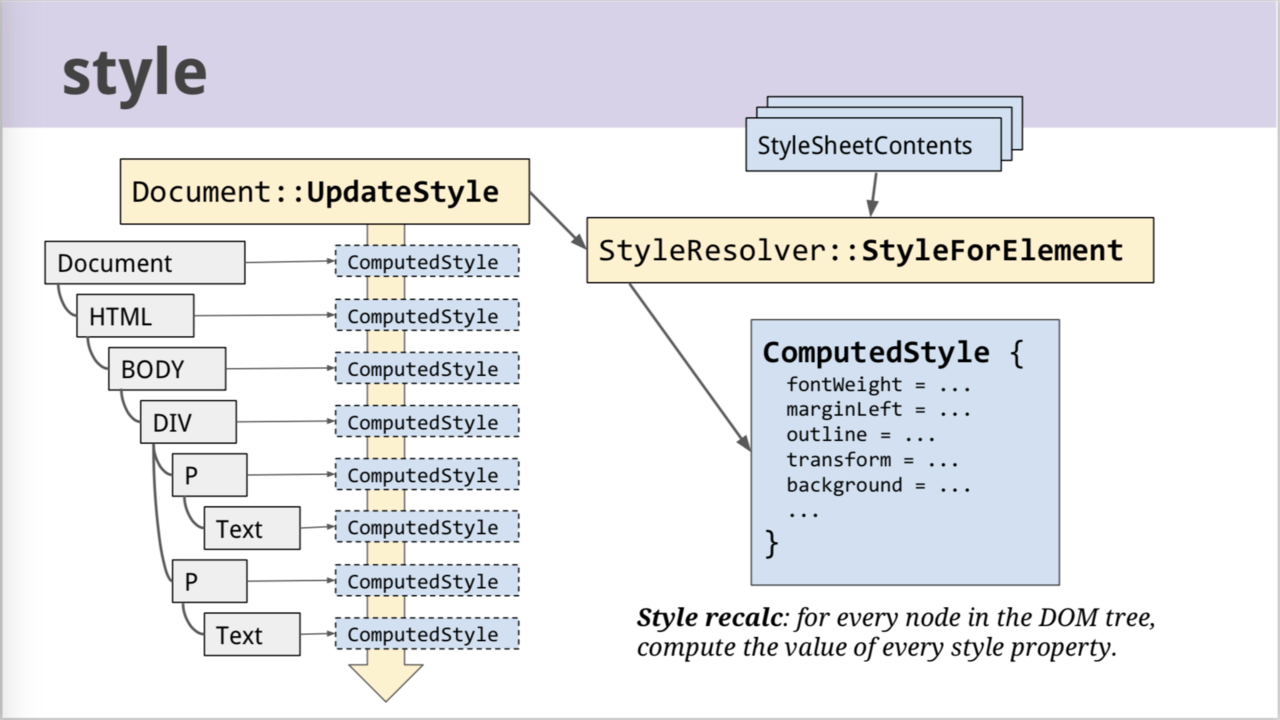 style
StyleSheetContents
Document::UpdateStyle
StyleResolver::StyleForElement
Document
ComputedStyle
HTML
ComputedStyle
BODY
ComputedStyle
DIV
ComputedStyle
P
ComputedStyle
Text
ComputedStyle
P
ComputedStyle
Text
ComputedStyle
ComputedStyle {
fontWeight = ...
marginLeft = ...
outline = ...
transform = ...
background = ...
...
}
Style recalc: for every node in the DOM tree,
compute the value of every style property.